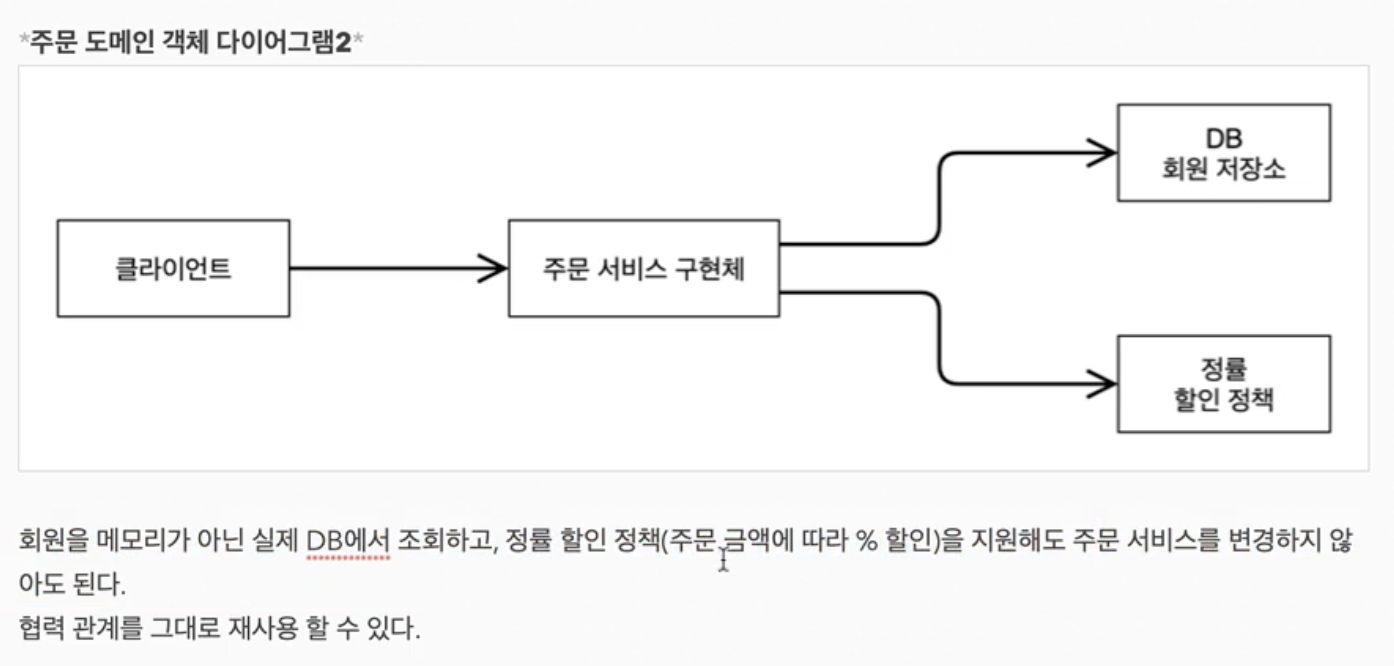 *주문 도메인 객체 다이어그램2*
DB
회원 저장소
클라이언트
주문 서비스 구현체
정률
할인 정책
회원을 메모리가 아닌 실제 DB에서 조회하고, 정률 할인 정책(주문 금액에 따라 % 할인)을 지원해도 주문 서비스를 변경하지 않
아도 된다.
협력 관계를 그대로 재사용 할 수 있다.